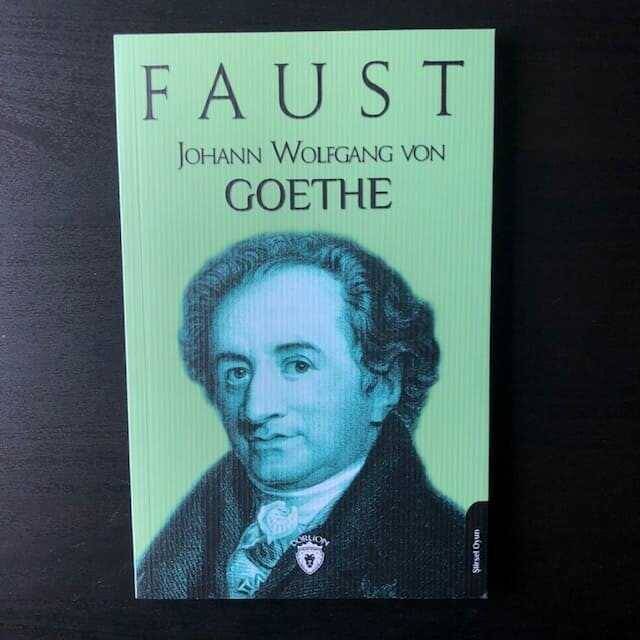 FAUST
JOHANN WOLFGANG VON
GOETHE
DORLION
Şiirsel Oyun